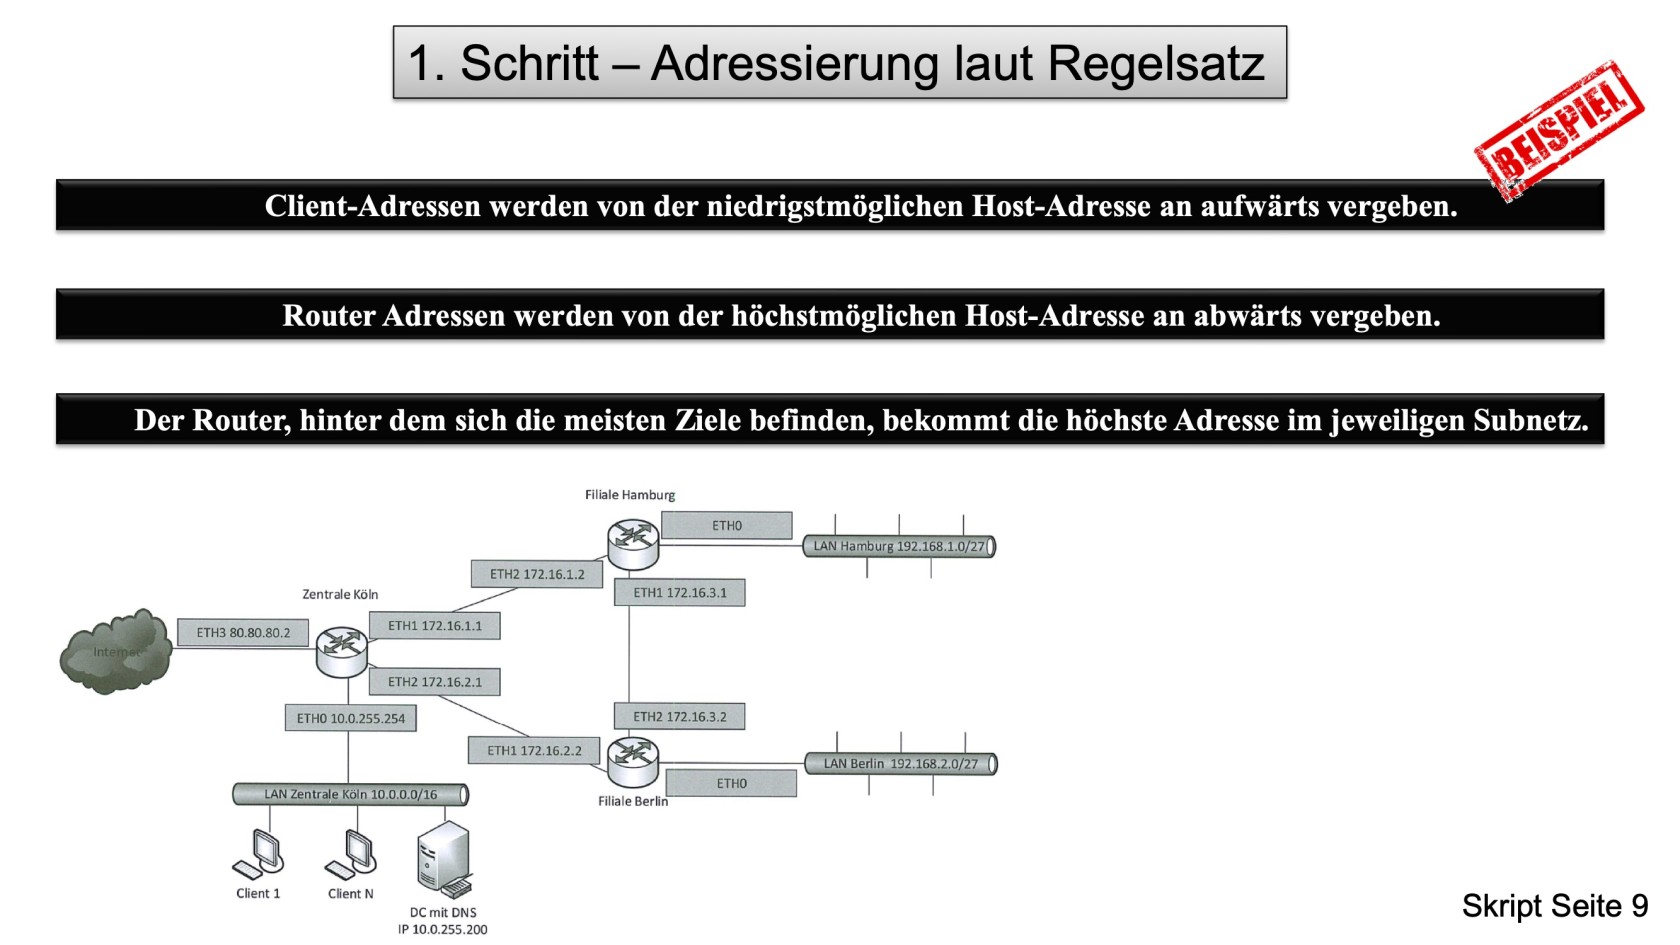 1. Schritt – Adressierung laut Regelsatz
BEISPIEL
Client-Adressen werden von der niedrigstmöglichen Host-Adresse an aufwärts vergeben.
Router Adressen werden von der höchstmöglichen Host-Adresse an abwärts vergeben.
Der Router, hinter dem sich die meisten Ziele befinden, bekommt die höchste Adresse im jeweiligen Subnetz.
Filiale Hamburg
ETH0
LAN Hamburg 192.168.1.0/27
ETH2 172.16.1.2
ETH1 172.16.3.1
Zentrale Köln
ETH1 172.16.1.1
ETH3 80.80.80.2
Internet
ETH2 172.16.2.1
ETH0 10.0.255.254
ETH2 172.16.3.2
ETH1 172.16.2.2
LAN Berlin 192.168.2.0/27
ETH0
Filiale Berlin
LAN Zentrale Köln 10.0.0.0/16
Client 1
Client N
DC mit DNS
IP 10.0.255.200
Skript Seite 9